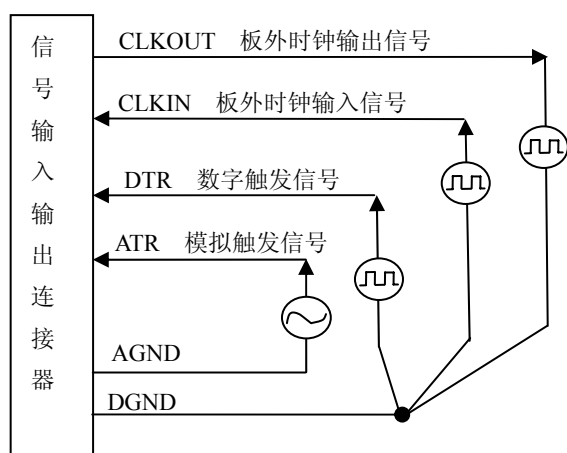 信号输入输出连接器
CLKOUT 板外时钟输出信号
CLKIN 板外时钟输入信号
DTR 数字触发信号
ATR 模拟触发信号
AGND
DGND